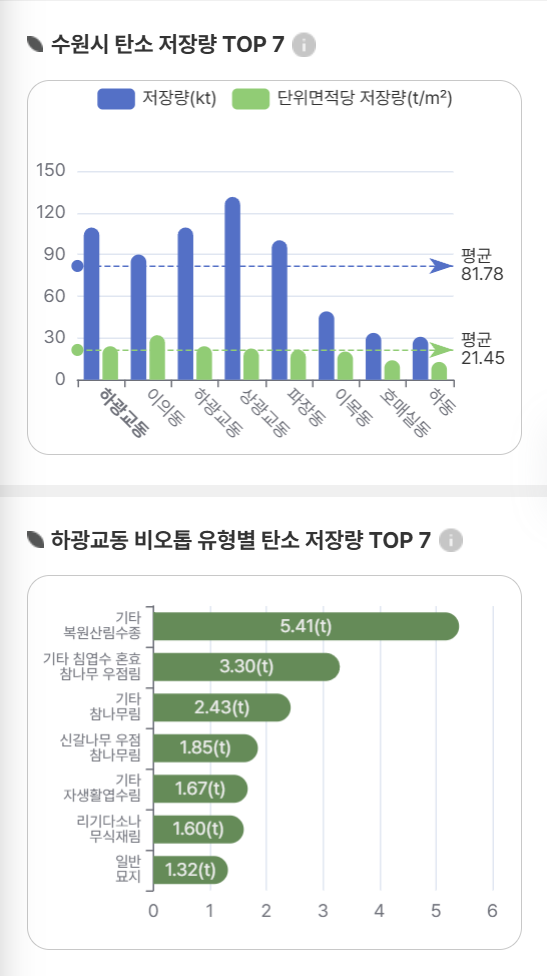 수원시 탄소 저장량 TOP 7 i
저장량(kt) 단위면적당 저장량(t/m²)
150
120
90
60
30
0
평균
81.78
평균
21.45
하광교동 이의동 하광교동 상광교동 파장동 이목동 호매실동 하동
하광교동 비오톱 유형별 탄소 저장량 TOP 7 i
기타
복원산림수종
5.41(t)
기타 침엽수 혼효
참나무 우점림
3.30(t)
기타
참나무림
2.43(t)
신갈나무 우점
참나무림
1.85(t)
기타
자생활엽수림
1.67(t)
리기다소나
무식재림
1.60(t)
일반
묘지
1.32(t)
0 1 2 3 4 5 6